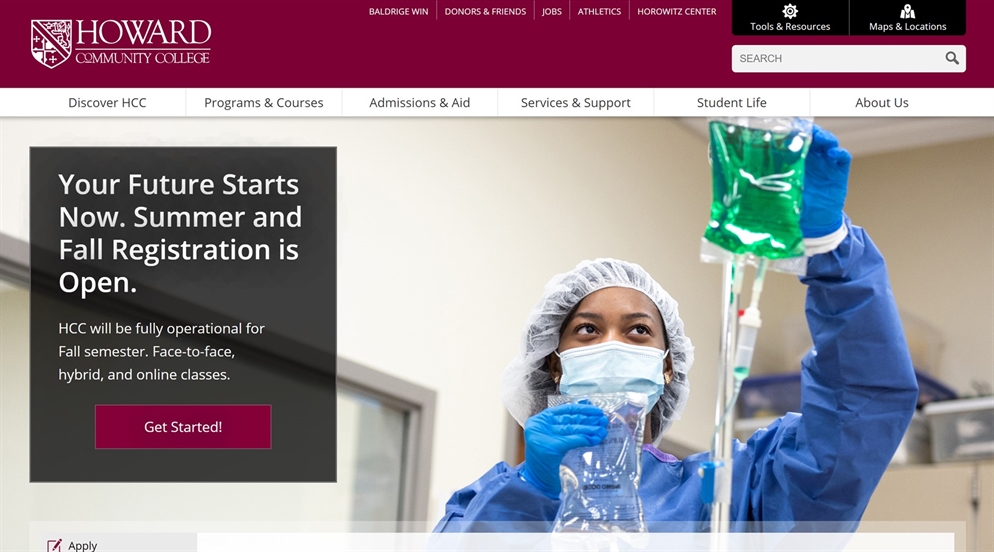 HOWARD
COMMUNITY COLLEGE
BALDRIGE WIN
DONORS & FRIENDS
JOBS
ATHLETICS
HOROWITZ CENTER
Tools & Resources
Maps & Locations
SEARCH
Discover HCC
Programs & Courses
Admissions & Aid
Services & Support
Student Life
About Us
Your Future Starts
Now. Summer and
Fall Registration is
Open.
HCC will be fully operational for
Fall semester. Face-to-face,
hybrid, and online classes.
Get Started!
Apply